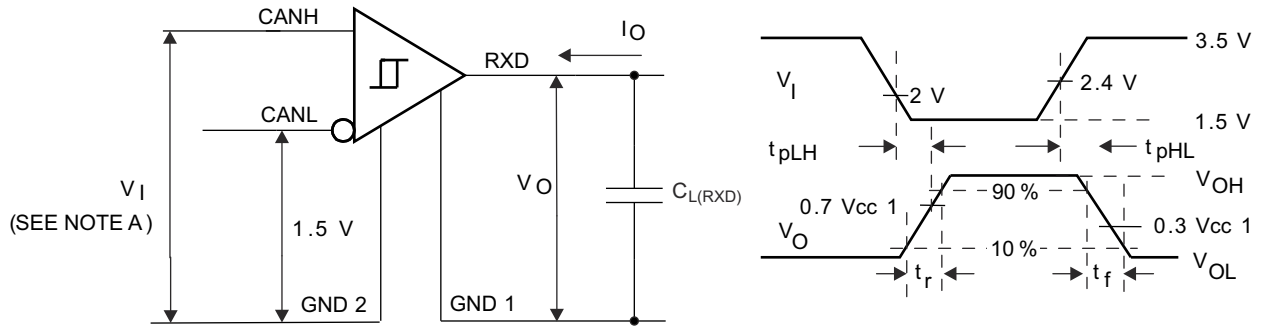 CANH
I O
RXD
CANL
V I
(SEE NOTE A )
1.5 V
V O
C L(RXD)
GND 2
GND 1
3.5 V
V I
2 V
2.4 V
1.5 V
t pLH
t pHL
V OH
90 %
0.7 Vcc 1
0.3 Vcc 1
V O
10 %
V OL
t r
t f